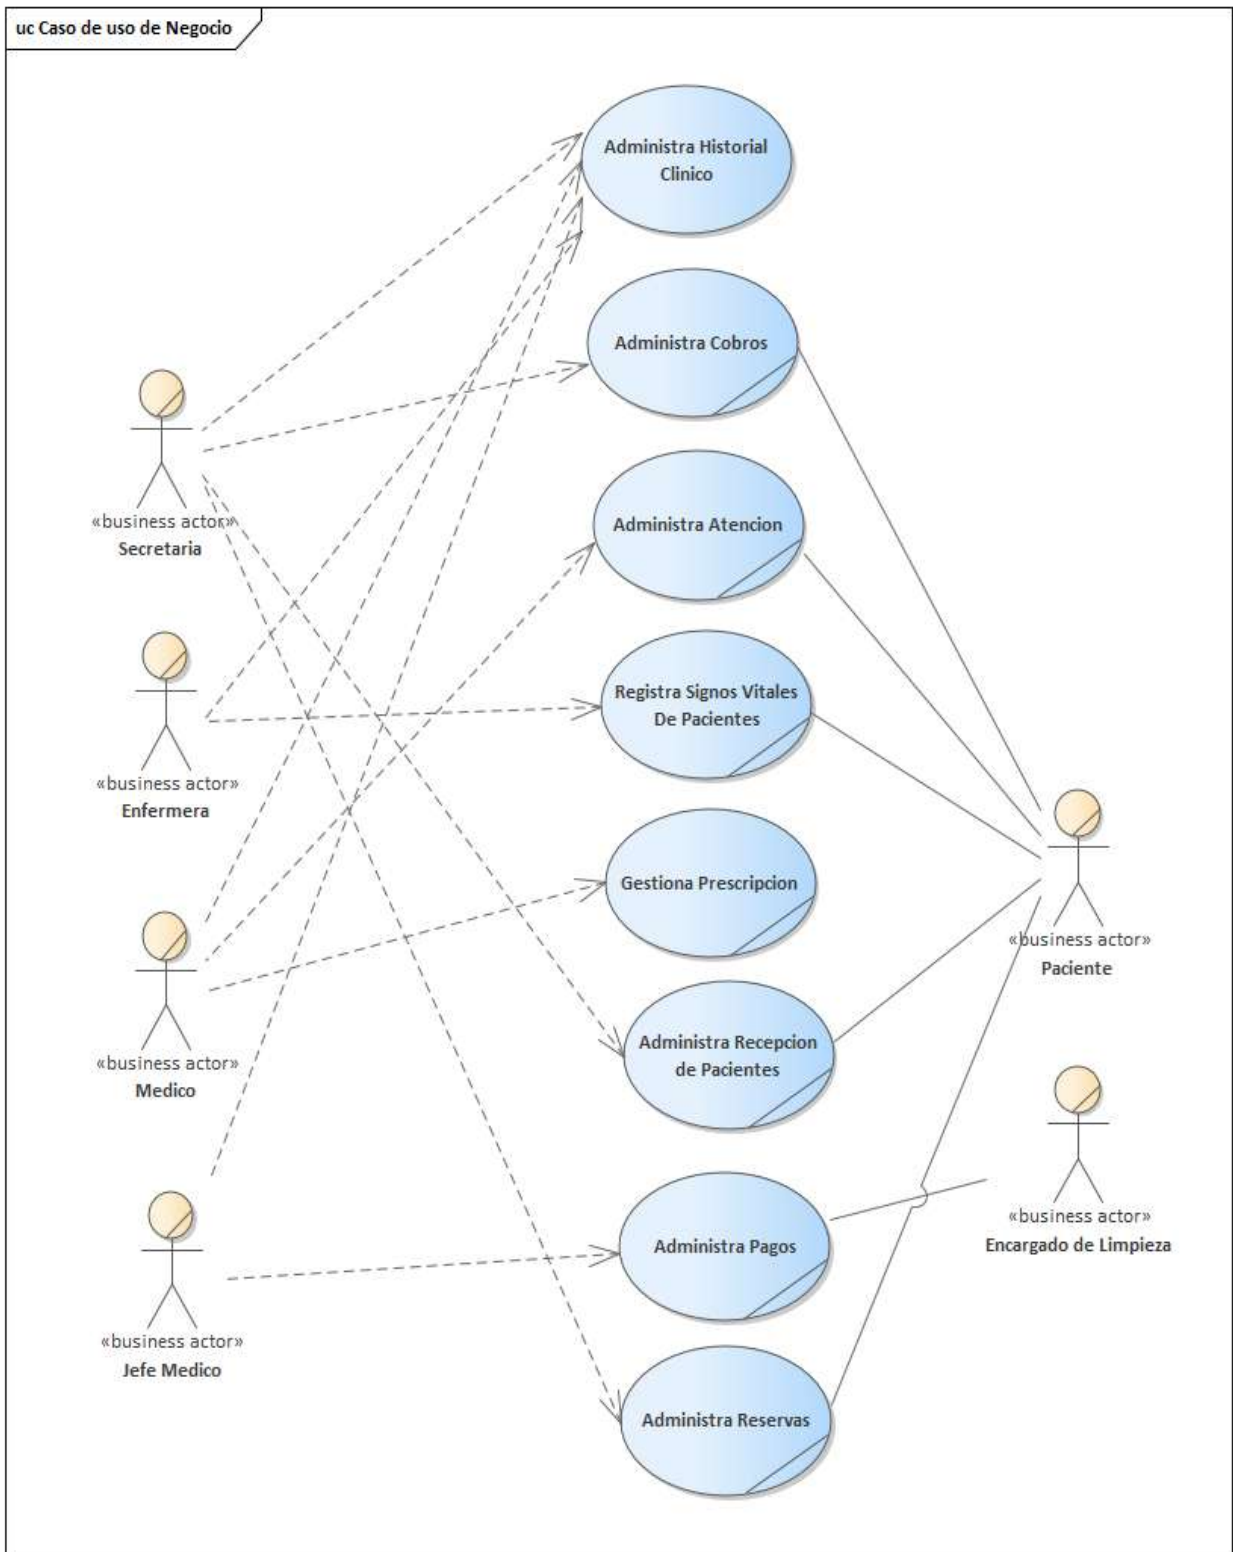 uc Caso de uso de Negocio
Administra Historial
Clinico
Administra Cobros
«business actor»
Secretaria
Administra Atencion
«business actor»
Enfermera
Registra Signos Vitales
De Pacientes
Gestiona Prescripcion
«business actor»
Paciente
«business actor»
Medico
Administra Recepcion
de Pacientes
«business actor»
Encargado de Limpieza
Administra Pagos
«business actor»
Jefe Medico
Administra Reservas